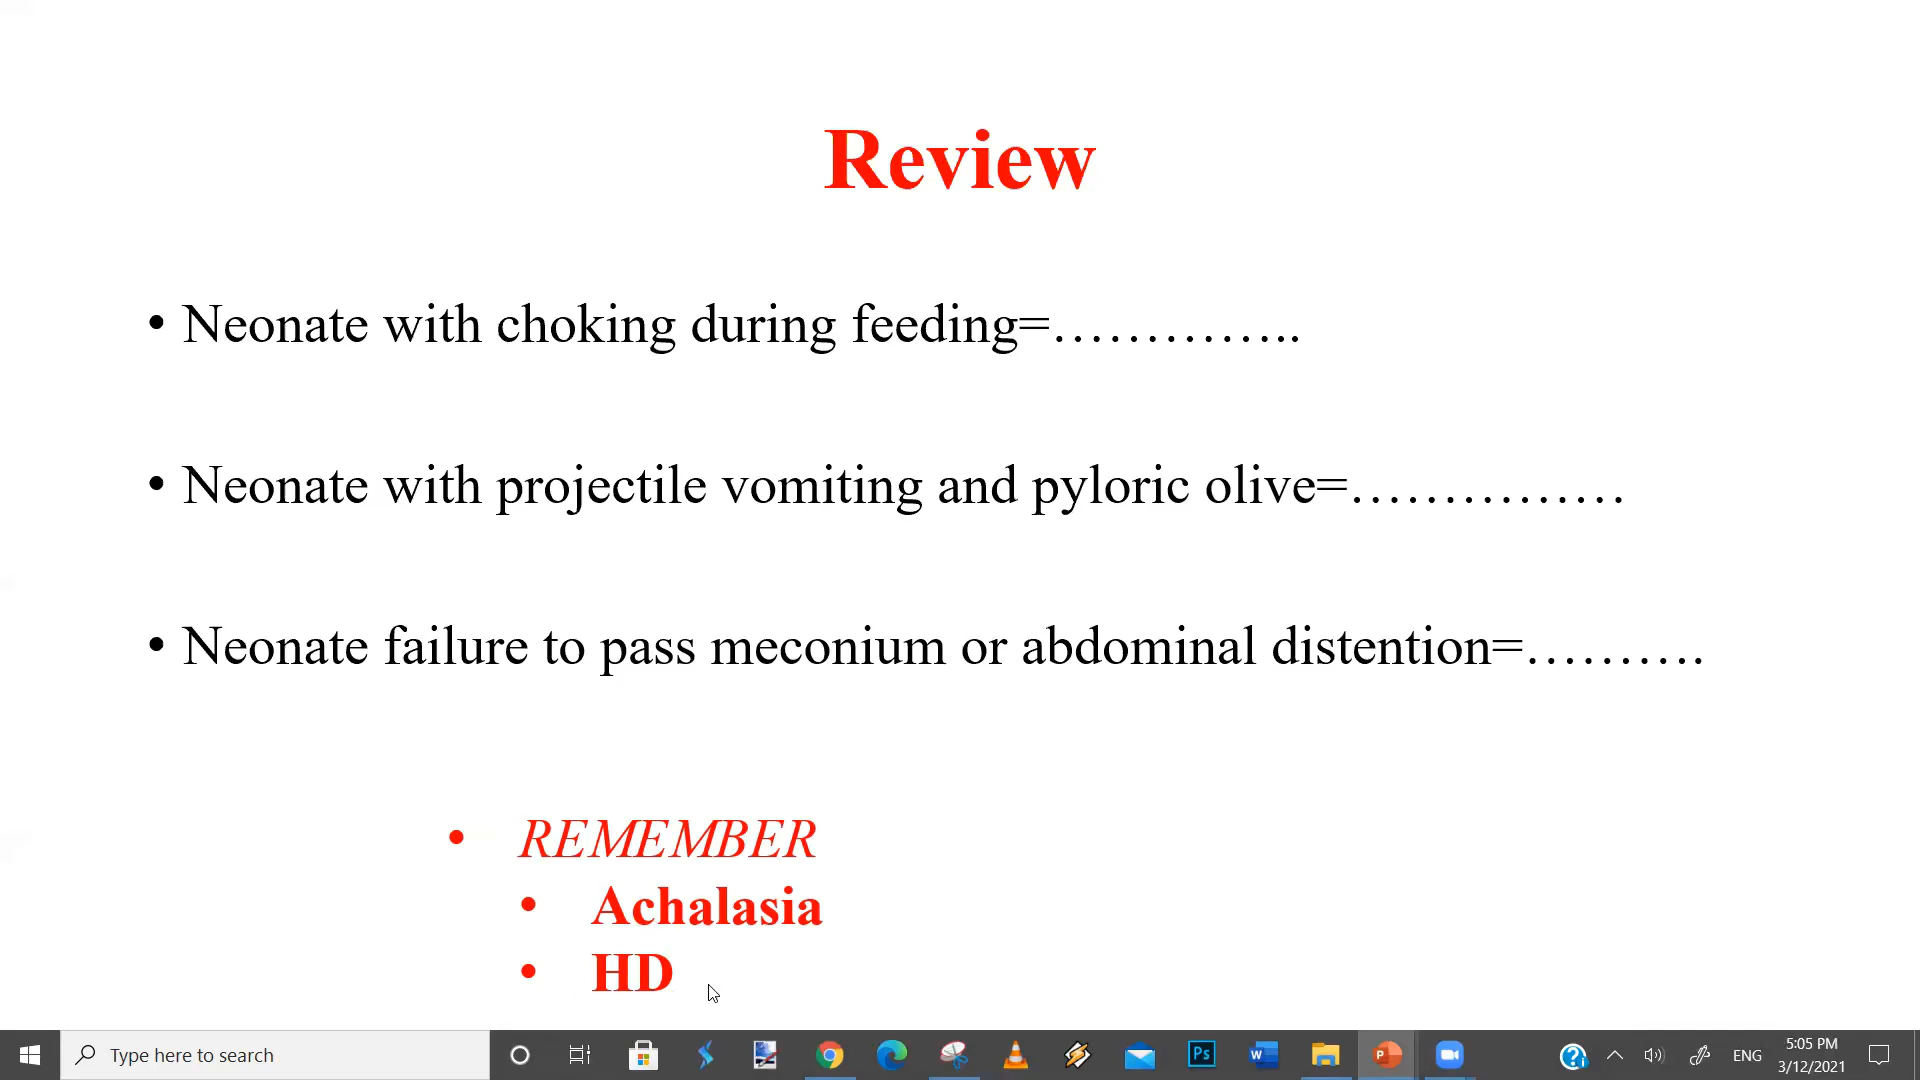 Review
• Neonate with choking during feeding=…………..
• Neonate with projectile vomiting and pyloric olive=……………
• Neonate failure to pass meconium or abdominal distention=……….
• REMEMBER
• Achalasia
• HD
Type here to search
Ps
W
P
ENG
5:05 PM
3/12/2021